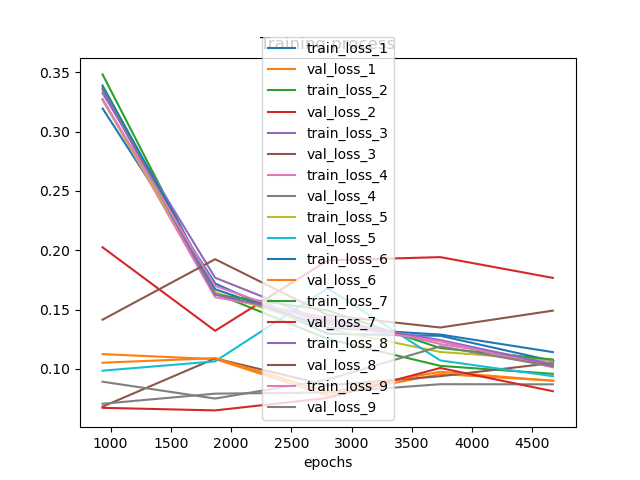 Training process
train_loss_1
val_loss_1
train_loss_2
val_loss_2
train_loss_3
val_loss_3
train_loss_4
val_loss_4
train_loss_5
val_loss_5
train_loss_6
val_loss_6
train_loss_7
val_loss_7
train_loss_8
val_loss_8
train_loss_9
val_loss_9
0.35
0.30
0.25
0.20
0.15
0.10
1000 1500 2000 2500 3000 3500 4000 4500
epochs